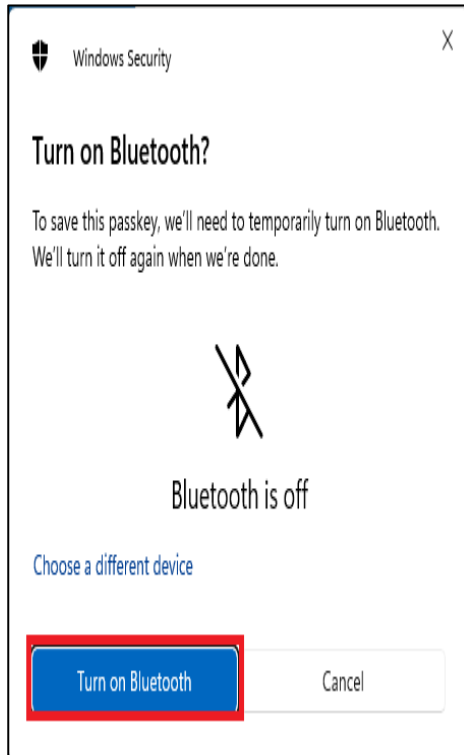 Windows Security
Turn on Bluetooth?
To save this passkey, we'll need to temporarily turn on Bluetooth.
We'll turn it off again when we're done.
Bluetooth is off
Choose a different device
Turn on Bluetooth
Cancel